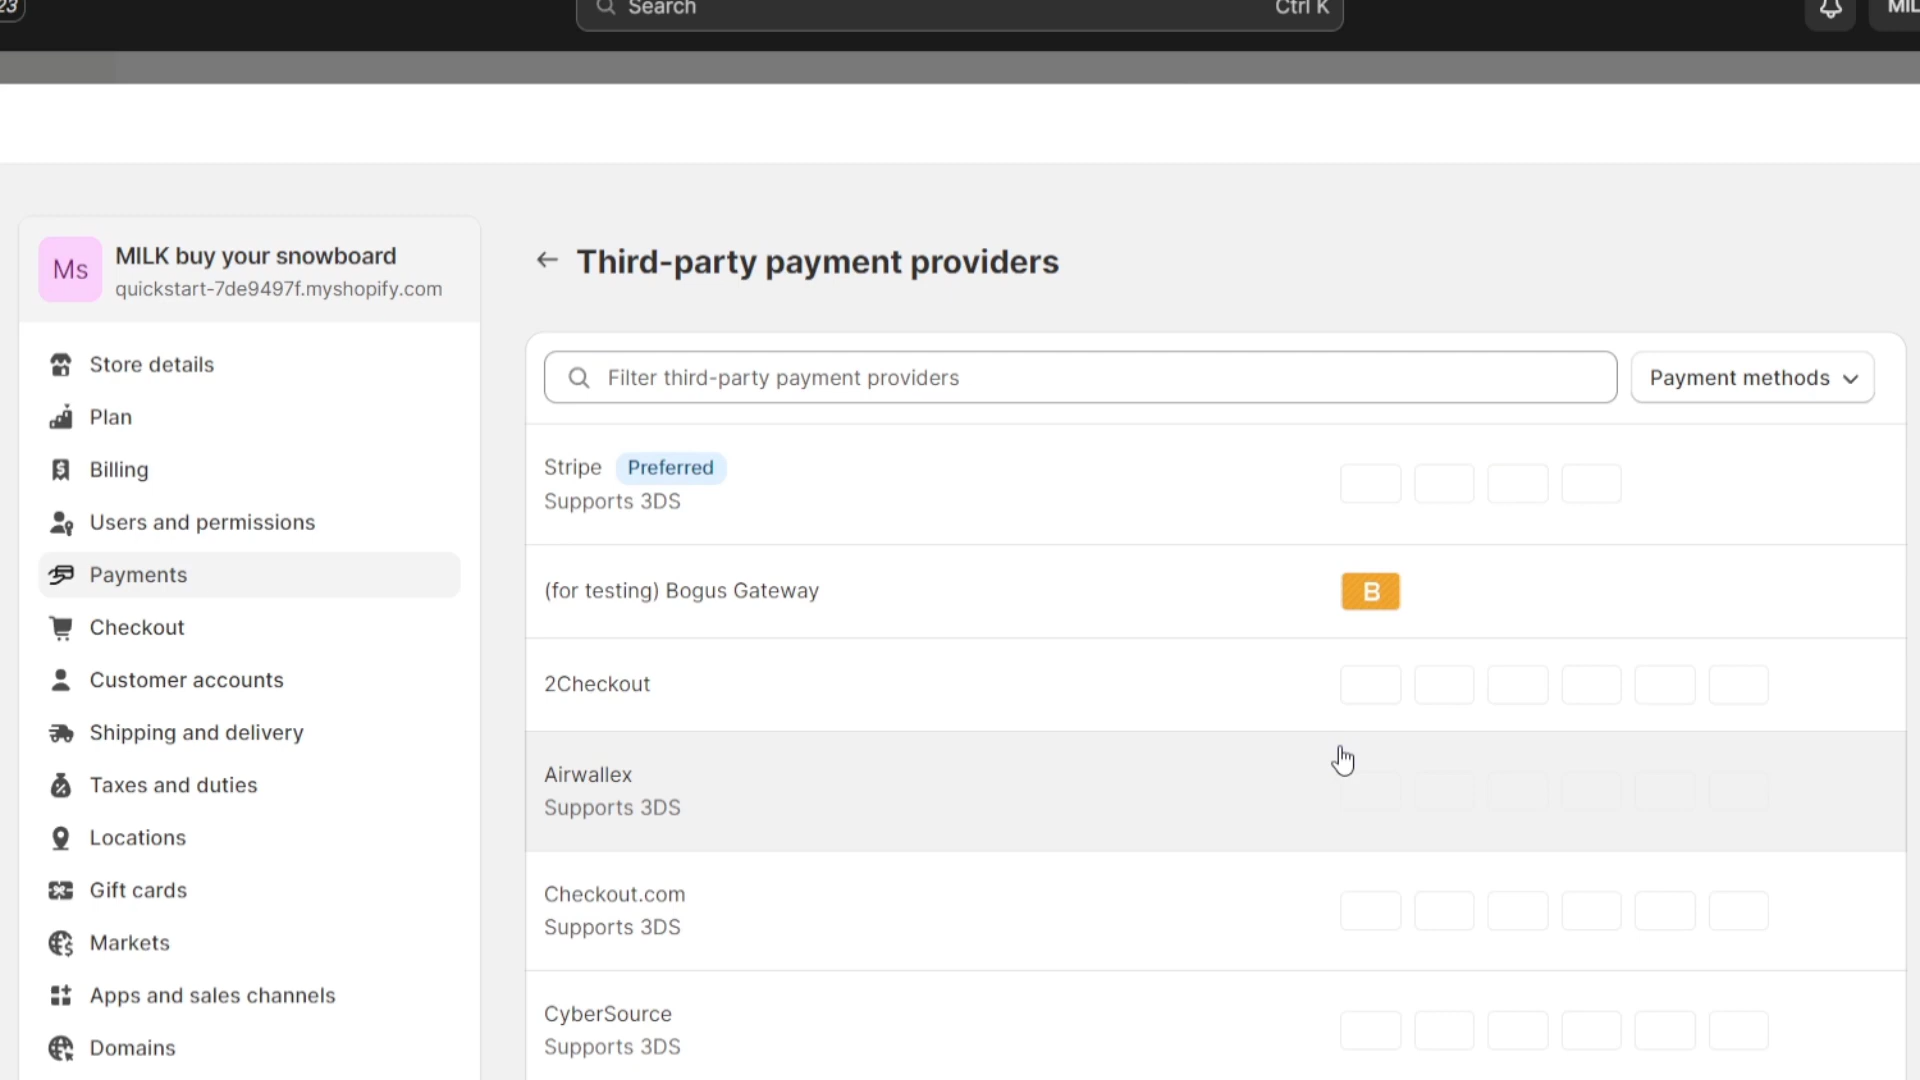 23
Search
Ctrl K
MIL
Ms
MILK buy your snowboard
quickstart-7de9497f.myshopify.com
Store details
Plan
Billing
Users and permissions
Payments
Checkout
Customer accounts
Shipping and delivery
Taxes and duties
Locations
Gift cards
Markets
Apps and sales channels
Domains
Third-party payment providers
Filter third-party payment providers
Payment methods
Stripe Preferred
Supports 3DS
(for testing) Bogus Gateway
B
2Checkout
Airwallex
Supports 3DS
Checkout.com
Supports 3DS
CyberSource
Supports 3DS